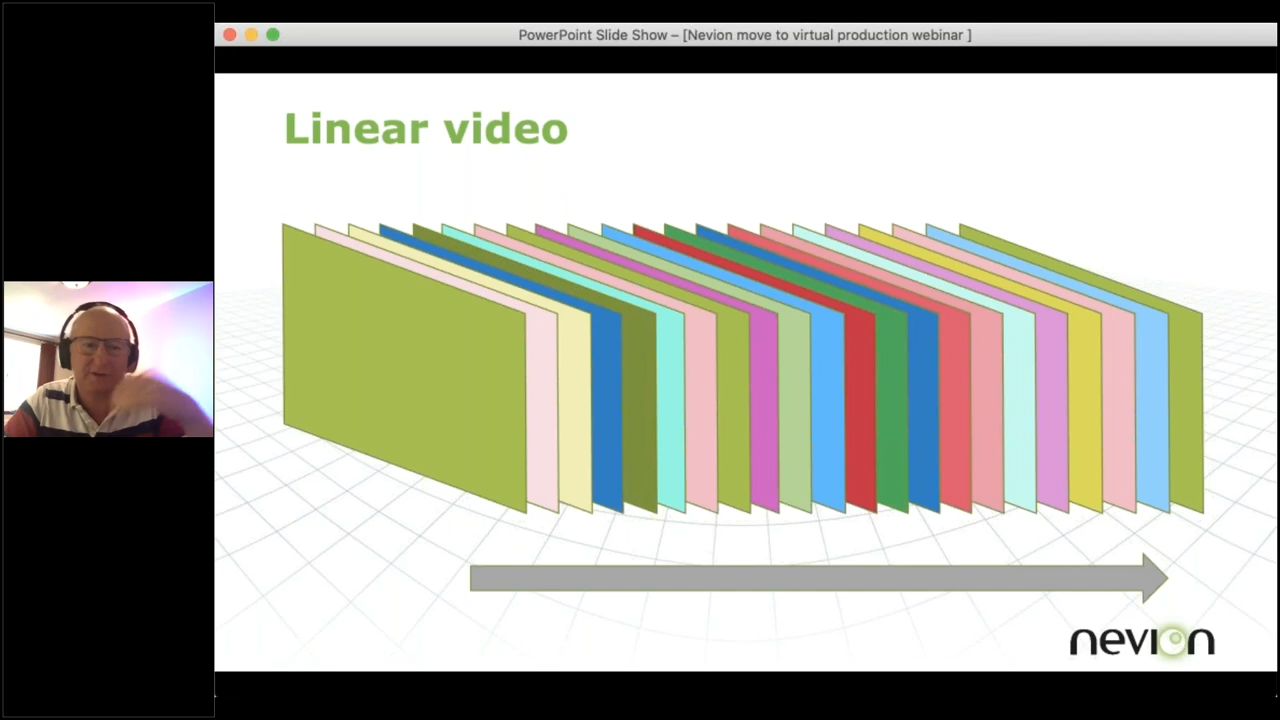 PowerPoint Slide Show – [Nevion move to virtual production webinar ]
Linear video
nevion